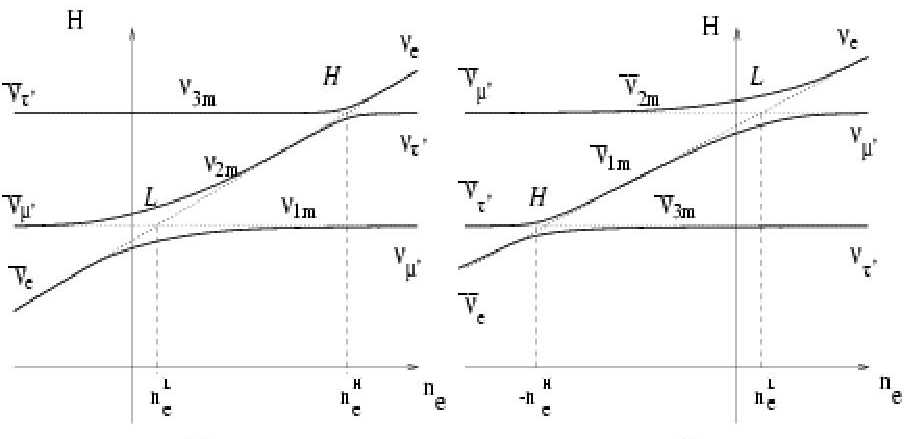 H
ν_e
H
ν̅_τ'
ν_3m
ν_τ'
ν_2m
L
ν̅_μ'
ν_1m
ν_μ'
ν̅_e
n_e^L
n_e^H
n_e
H
ν_e
L
ν̅_μ'
ν̅_2m
ν_μ'
ν̅_1m
ν̅_τ'
H
ν̅_3m
ν_τ'
ν̅_e
-n_e^H
n_e^L
n_e